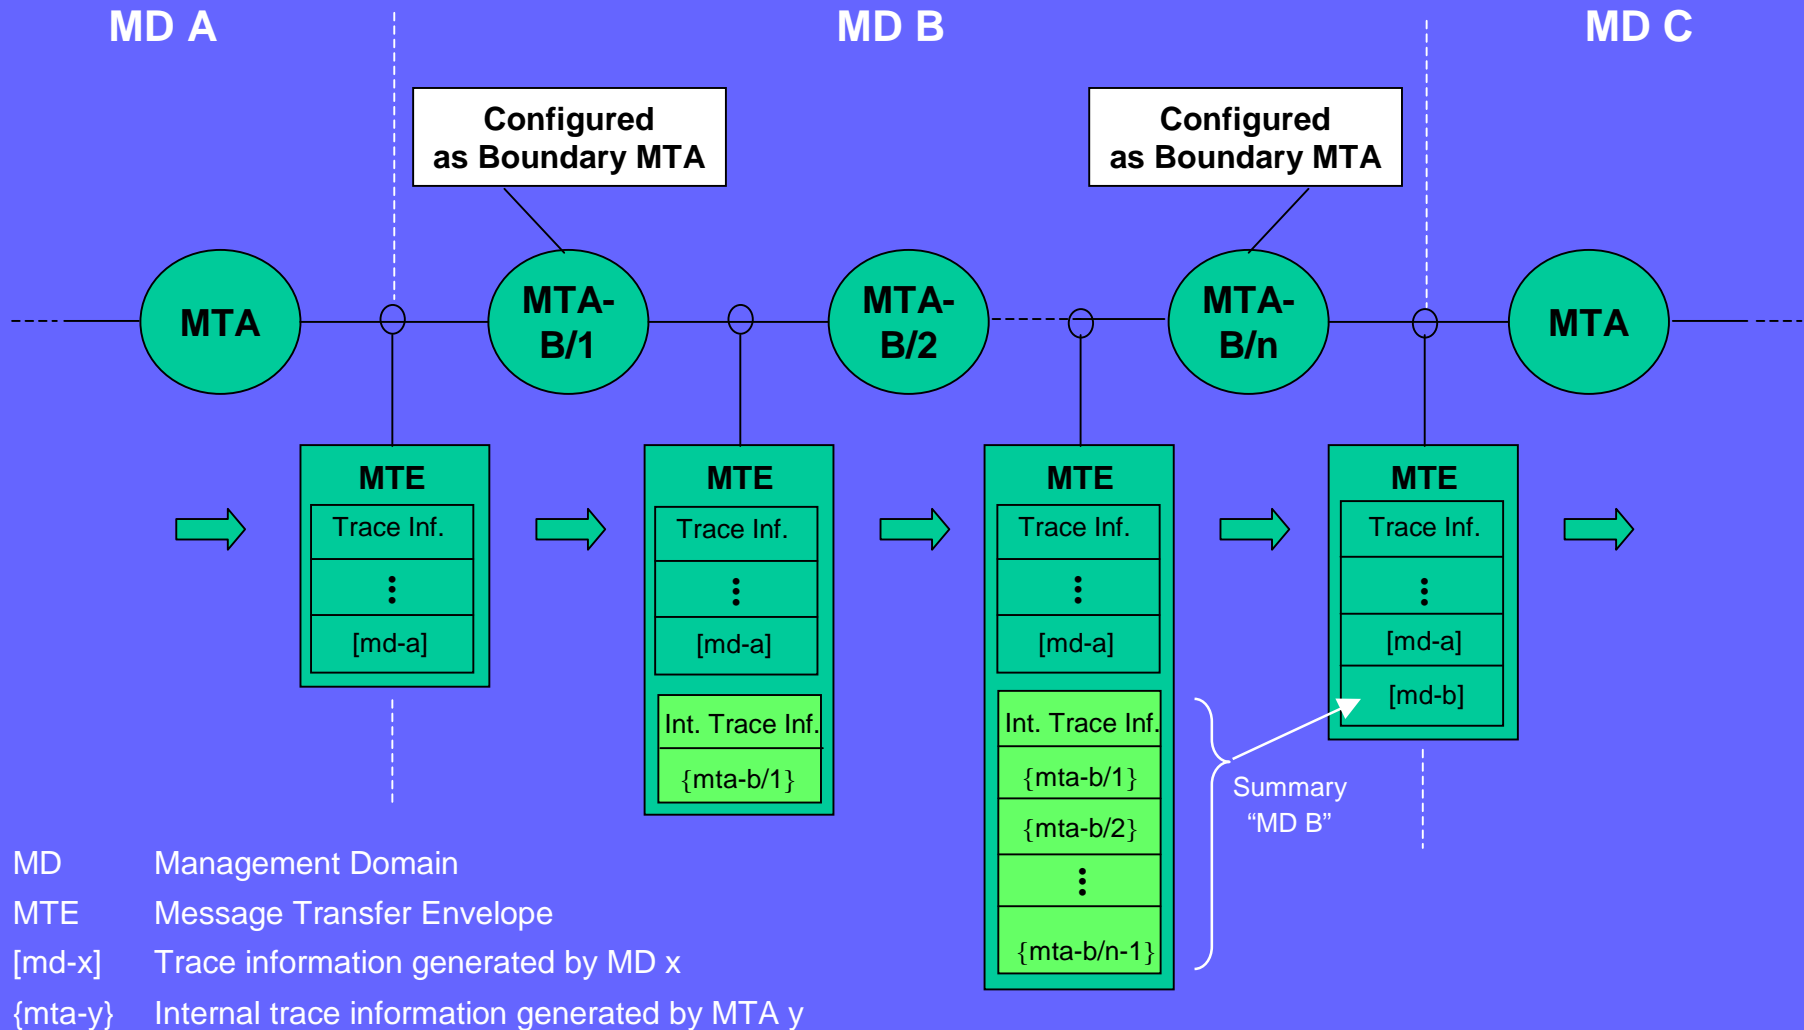 MD A
MD B
MD C
Configured
as Boundary MTA
Configured
as Boundary MTA
MTA
MTA-
B/1
MTA-
B/2
MTA-
B/n
MTA
MTE
Trace Inf.
⋮
[md-a]
MTE
Trace Inf.
⋮
[md-a]
Int. Trace Inf.
{mta-b/1}
MTE
Trace Inf.
⋮
[md-a]
Int. Trace Inf.
{mta-b/1}
{mta-b/2}
⋮
{mta-b/n-1}
MTE
Trace Inf.
⋮
[md-a]
[md-b]
Summary
“MD B”
MD Management Domain
MTE Message Transfer Envelope
[md-x] Trace information generated by MD x
{mta-y} Internal trace information generated by MTA y